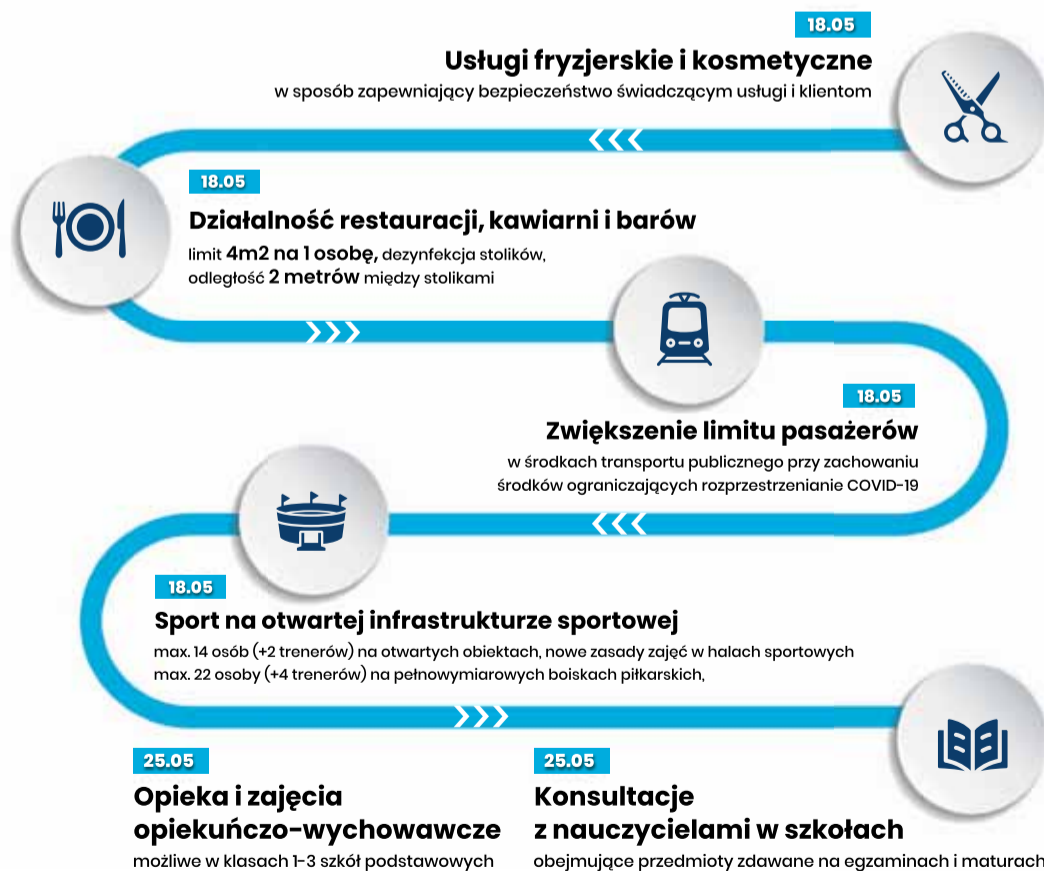 18.05
Usługi fryzjerskie i kosmetyczne
w sposób zapewniający bezpieczeństwo świadczącym usługi i klientom
18.05
Działalność restauracji, kawiarni i barów
limit 4m2 na 1 osobę, dezynfekcja stolików,
odległość 2 metrów między stolikami
18.05
Zwiększenie limitu pasażerów
w środkach transportu publicznego przy zachowaniu
środków ograniczających rozprzestrzenianie COVID-19
18.05
Sport na otwartej infrastrukturze sportowej
max. 14 osób (+2 trenerów) na otwartych obiektach, nowe zasady zajęć w halach sportowych
max. 22 osoby (+4 trenerów) na pełnowymiarowych boiskach piłkarskich,
25.05
Opieka i zajęcia
opiekuńczo-wychowawcze
możliwe w klasach 1-3 szkół podstawowych
25.05
Konsultacje
z nauczycielami w szkołach
obejmujące przedmioty zdawane na egzaminach i maturach